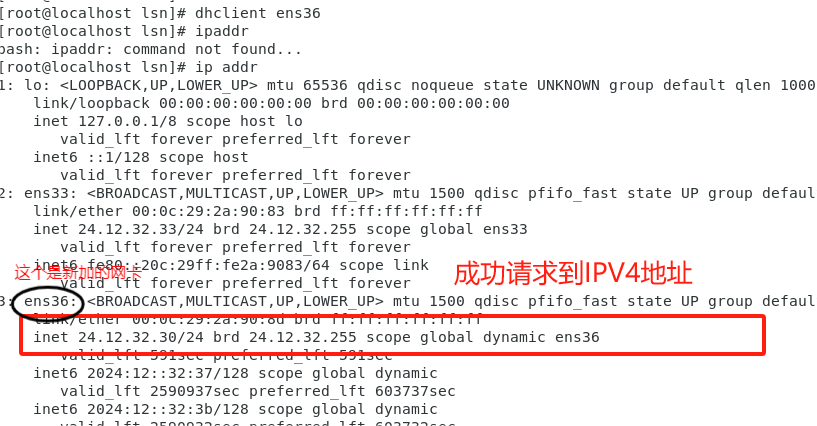 [root@localhost lsn]# dhclient ens36
[root@localhost lsn]# ipaddr
bash: ipaddr: command not found...
[root@localhost lsn]# ip addr
1: lo: <LOOPBACK,UP,LOWER_UP> mtu 65536 qdisc noqueue state UNKNOWN group default qlen 1000
link/loopback 00:00:00:00:00:00 brd 00:00:00:00:00:00
inet 127.0.0.1/8 scope host lo
valid_lft forever preferred_lft forever
inet6 ::1/128 scope host
valid_lft forever preferred_lft forever
2: ens33: <BROADCAST,MULTICAST,UP,LOWER_UP> mtu 1500 qdisc pfifo_fast state UP group defaul
link/ether 00:0c:29:2a:90:83 brd ff:ff:ff:ff:ff:ff
inet 24.12.32.33/24 brd 24.12.32.255 scope global ens33
valid_lft forever preferred_lft forever
inet6 fe80::20c:29ff:fe2a:9083/64 scope link
这个是新加的网卡
成功请求到IPV4地址
valid_lft forever preferred_lft forever
3: ens36: <BROADCAST,MULTICAST,UP,LOWER_UP> mtu 1500 qdisc pfifo_fast state UP group defaul
link/ether 00:0c:29:2a:90:8d brd ff:ff:ff:ff:ff:ff
inet 24.12.32.30/24 brd 24.12.32.255 scope global dynamic ens36
valid_lft 591sec preferred_lft 591sec
inet6 2024:12::32:37/128 scope global dynamic
valid_lft 2590937sec preferred_lft 603737sec
inet6 2024:12::32:3b/128 scope global dynamic
valid_lft 2590932sec preferred_lft 603732sec